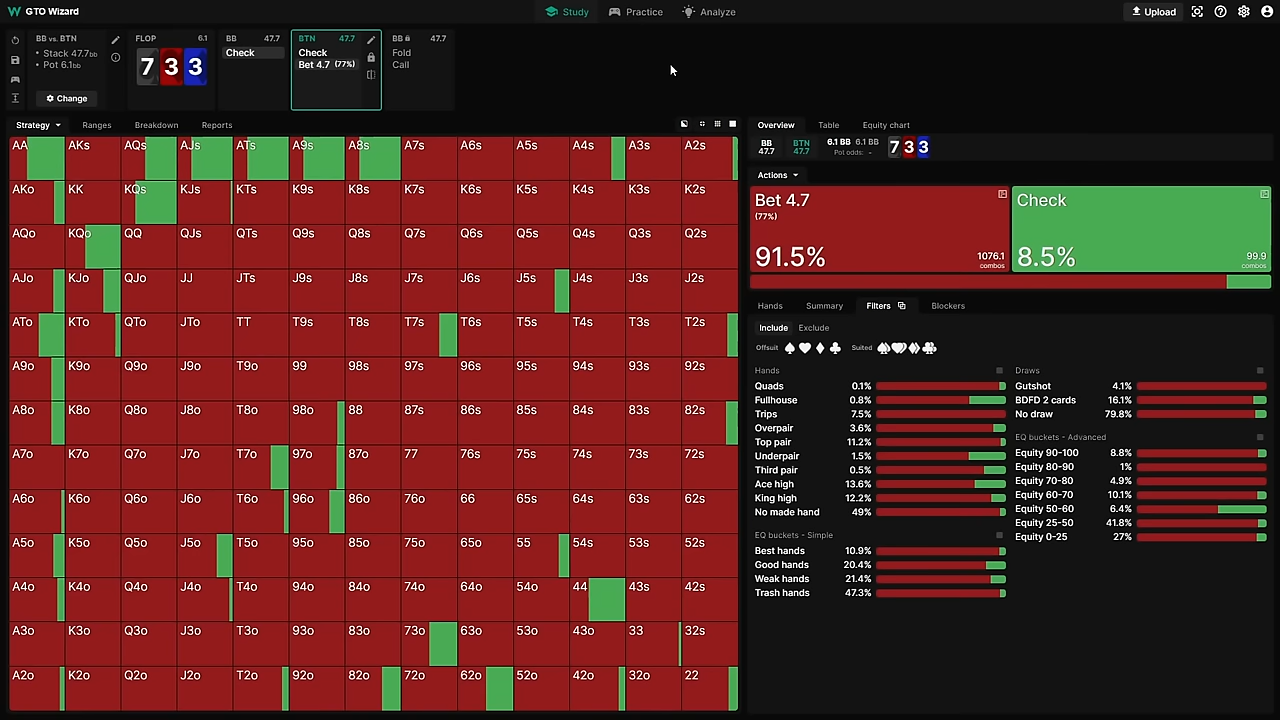 GTO Wizard
Study
Practice
Analyze
Upload
BB vs. BTN
• Stack 47.7bb
• Pot 6.1bb
Change
FLOP 6.1
7 3 3
BB 47.7
Check
BTN 47.7
Check
Bet 4.7 (77%)
BB 47.7
Fold
Call
Strategy
Ranges
Breakdown
Reports
AA AKs AQs AJs ATs A9s A8s A7s A6s A5s A4s A3s A2s
AKo KK KQs KJs KTs K9s K8s K7s K6s K5s K4s K3s K2s
AQo KQo QQ QJs QTs Q9s Q8s Q7s Q6s Q5s Q4s Q3s Q2s
AJo KJo QJo JJ JTs J9s J8s J7s J6s J5s J4s J3s J2s
ATo KTo QTo JTo TT T9s T8s T7s T6s T5s T4s T3s T2s
A9o K9o Q9o J9o T9o 99 98s 97s 96s 95s 94s 93s 92s
A8o K8o Q8o J8o T8o 98o 88 87s 86s 85s 84s 83s 82s
A7o K7o Q7o J7o T7o 97o 87o 77 76s 75s 74s 73s 72s
A6o K6o Q6o J6o T6o 96o 86o 76o 66 65s 64s 63s 62s
A5o K5o Q5o J5o T5o 95o 85o 75o 65o 55 54s 53s 52s
A4o K4o Q4o J4o T4o 94o 84o 74o 64o 54o 44 43s 42s
A3o K3o Q3o J3o T3o 93o 83o 73o 63o 53o 43o 33 32s
A2o K2o Q2o J2o T2o 92o 82o 72o 62o 52o 42o 32o 22
Overview
Table
Equity chart
BB 47.7
BTN 47.7
6.1 BB 6.1 BB
Pot odds: -
7 3 3
Actions
Bet 4.7
(77%)
91.5%
1076.1
combos
Check
8.5%
99.9
combos
Hands
Summary
Filters
Blockers
Include
Exclude
Offsuit
Suited
Hands
Quads 0.1%
Fullhouse 0.8%
Trips 7.5%
Overpair 3.6%
Top pair 11.2%
Underpair 1.5%
Third pair 0.5%
Ace high 13.6%
King high 12.2%
No made hand 49%
EQ buckets - Simple
Best hands 10.9%
Good hands 20.4%
Weak hands 21.4%
Trash hands 47.3%
Draws
Gutshot 4.1%
BDFD 2 cards 16.1%
No draw 79.8%
EQ buckets - Advanced
Equity 90-100 8.8%
Equity 80-90 1%
Equity 70-80 4.9%
Equity 60-70 10.1%
Equity 50-60 6.4%
Equity 25-50 41.8%
Equity 0-25 27%